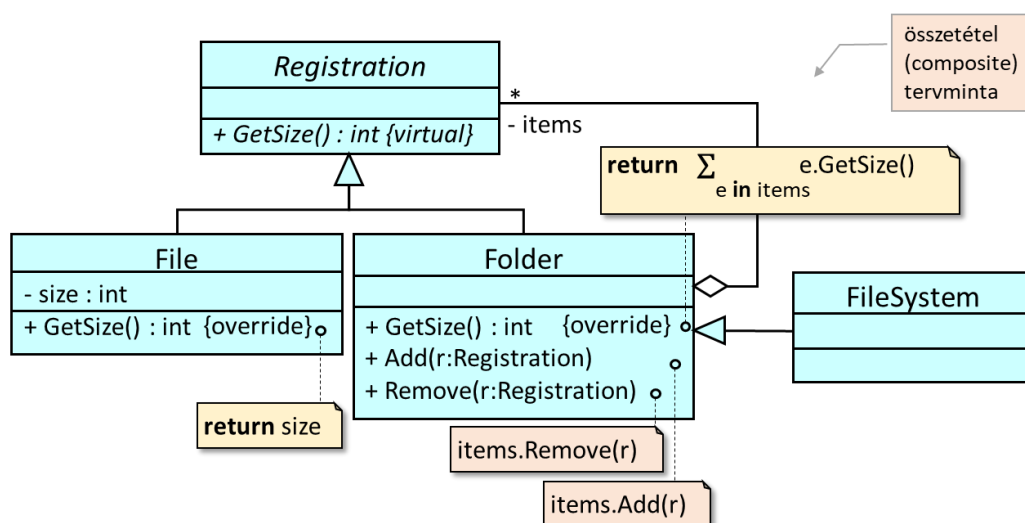 összetétel
(composite)
tervminta
Registration
+ GetSize() : int {virtual}
*
- items
return Σ e.GetSize()
e in items
File
- size : int
+ GetSize() : int {override}
Folder
+ GetSize() : int {override}
+ Add(r:Registration)
+ Remove(r:Registration)
FileSystem
return size
items.Remove(r)
items.Add(r)